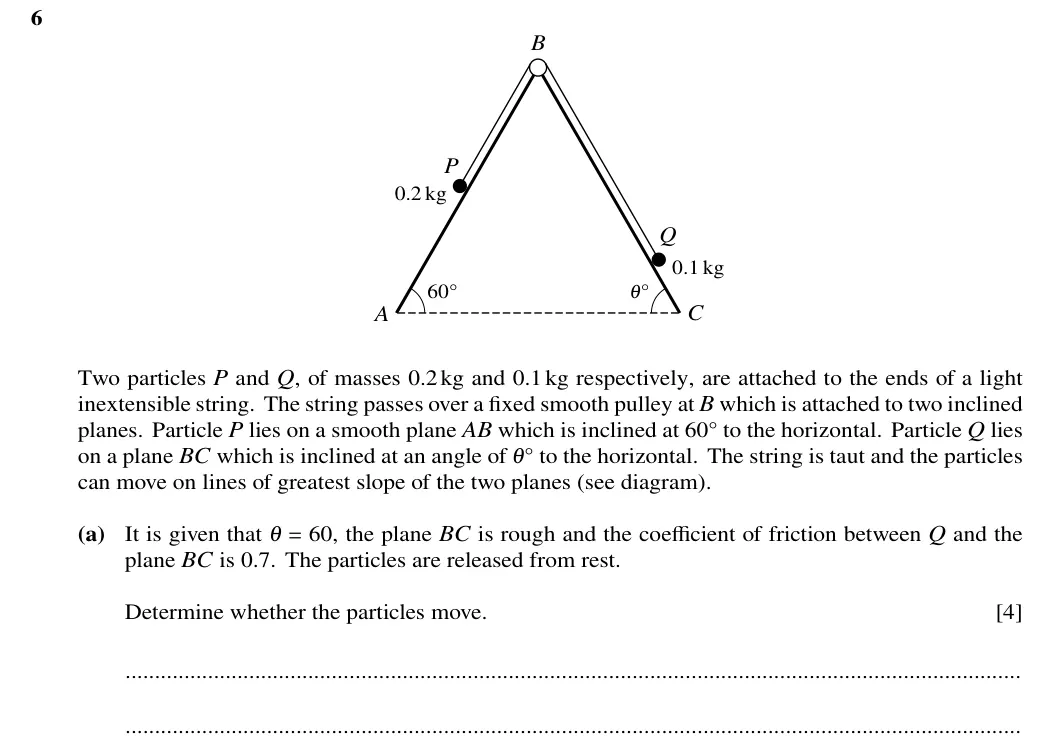 6
B
P
0.2 kg
Q
0.1 kg
60°
θ°
A
C
Two particles P and Q, of masses 0.2 kg and 0.1 kg respectively, are attached to the ends of a light
inextensible string. The string passes over a fixed smooth pulley at B which is attached to two inclined
planes. Particle P lies on a smooth plane AB which is inclined at 60° to the horizontal. Particle Q lies
on a plane BC which is inclined at an angle of θ° to the horizontal. The string is taut and the particles
can move on lines of greatest slope of the two planes (see diagram).
(a) It is given that θ = 60, the plane BC is rough and the coefficient of friction between Q and the
plane BC is 0.7. The particles are released from rest.
Determine whether the particles move. [4]